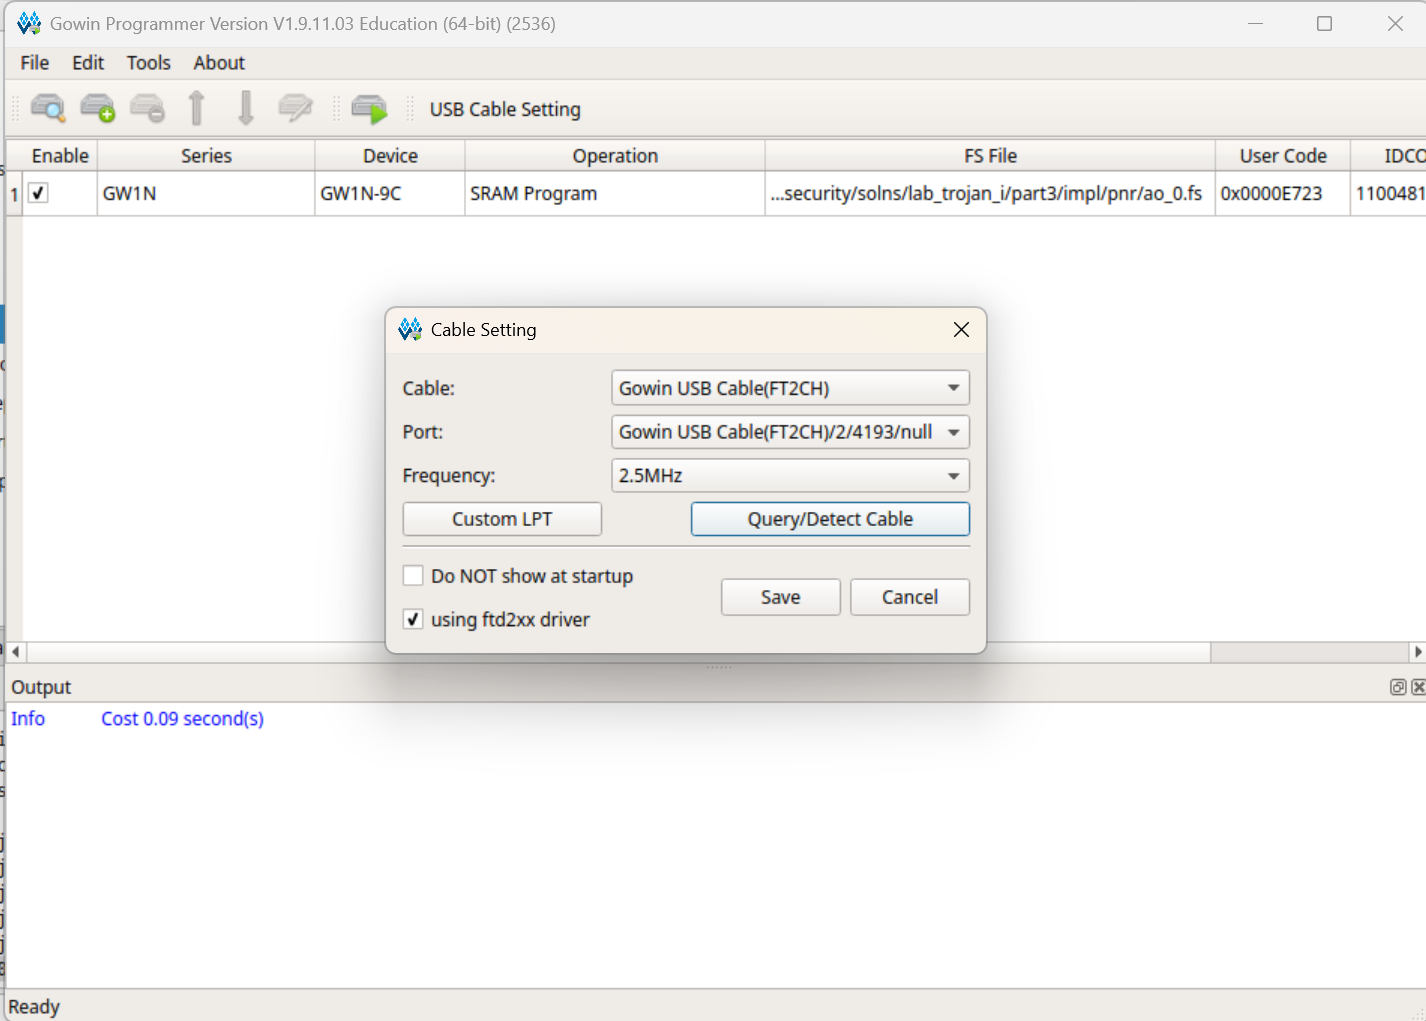 Gowin Programmer Version V1.9.11.03 Education (64-bit) (2536)
File Edit Tools About
USB Cable Setting
Enable Series Device Operation FS File User Code IDCO
1 GW1N GW1N-9C SRAM Program ...security/solns/lab_trojan_i/part3/impl/pnr/ao_0.fs 0x0000E723 1100481
Cable Setting
Cable: Gowin USB Cable(FT2CH)
Port: Gowin USB Cable(FT2CH)/2/4193/null
Frequency: 2.5MHz
Custom LPT Query/Detect Cable
Do NOT show at startup
Save Cancel
using ftd2xx driver
Output
Info Cost 0.09 second(s)
Ready